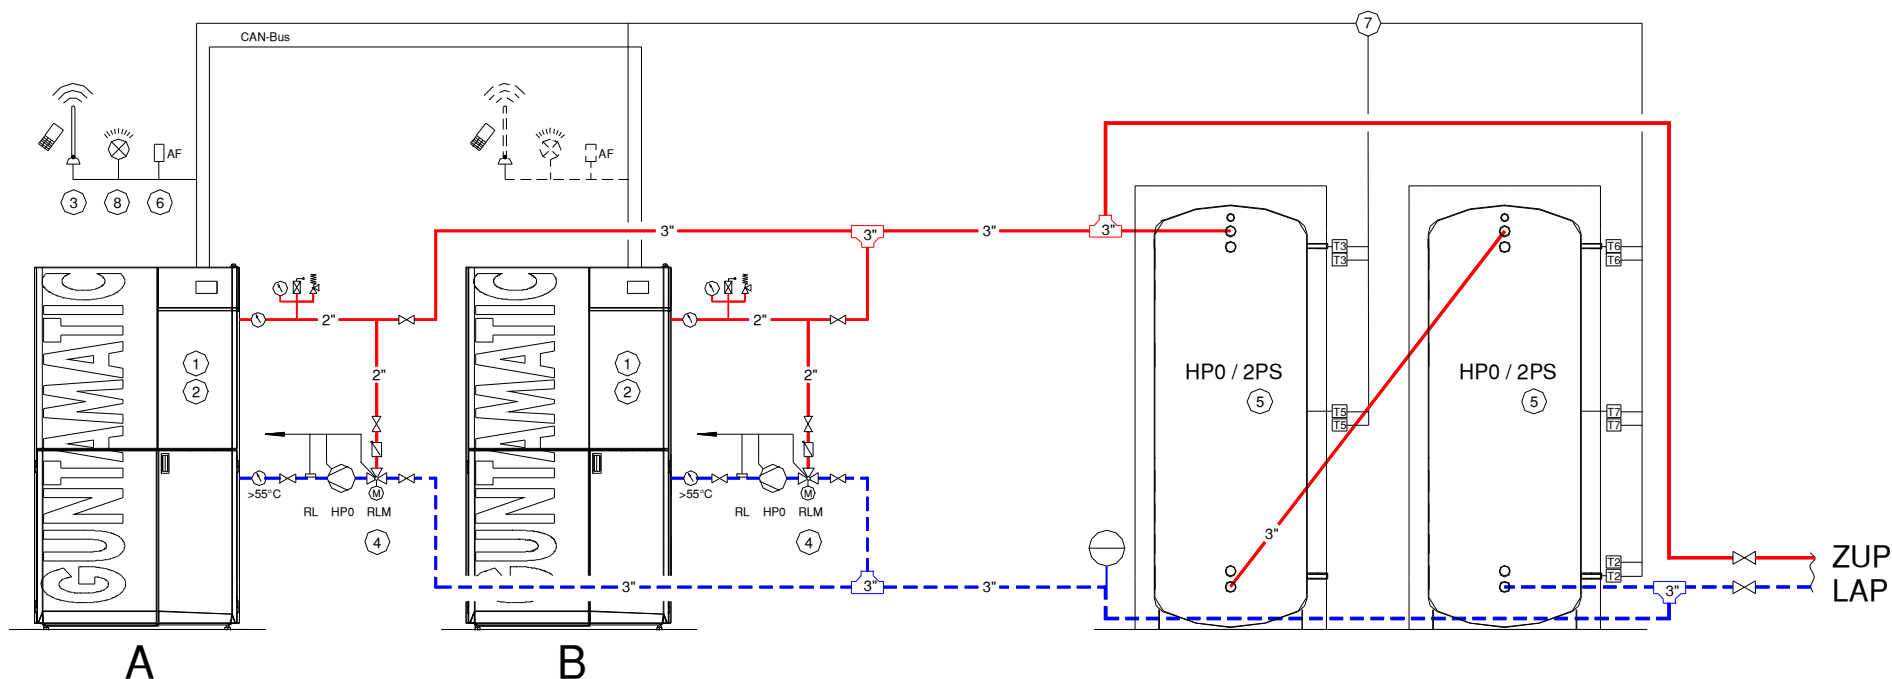 7
CAN-Bus
AF
AF
3
8
6
3"
3"
3"
3"
T3
T3
T6
T6
GUNTAMATIC
GUNTAMATIC
2"
2"
1
2
1
2
2"
2"
HP0 / 2PS
5
HP0 / 2PS
5
T5
T5
T7
T7
>55°C
M
>55°C
M
RL HP0 RLM
RL HP0 RLM
4
4
3"
T2
T2
ZUP
3"
3"
3"
3"
LAP
A
B